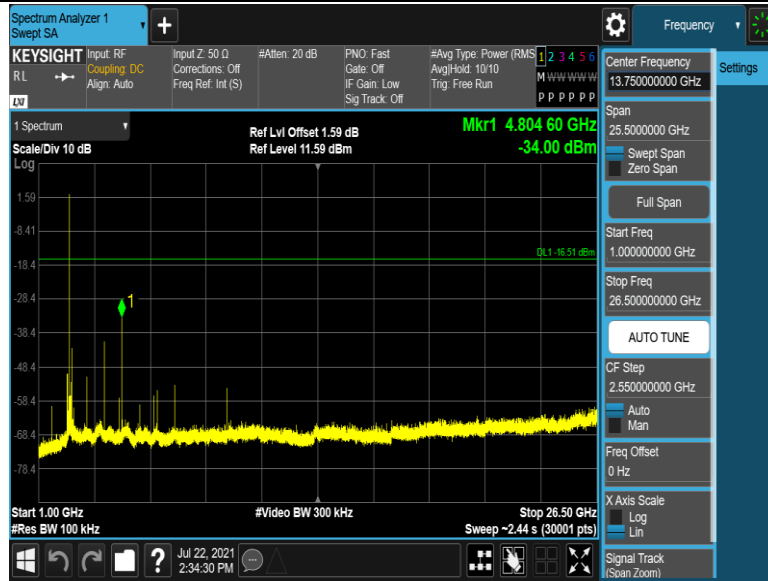 Spectrum Analyzer 1
Swept SA
Frequency
KEYSIGHT
RL
LXI
Input: RF
Coupling: DC
Align: Auto
Input Z: 50 Ω
Corrections: Off
Freq Ref: Int (S)
#Atten: 20 dB
PNO: Fast
Gate: Off
IF Gain: Low
Sig Track: Off
#Avg Type: Power (RMS
Avg|Hold: 10/10
Trig: Free Run
1 2 3 4 5 6
M W W W W W
P P P P P P
1 Spectrum
Scale/Div 10 dB
Log
Ref Lvl Offset 1.59 dB
Ref Level 11.59 dBm
Mkr1 4.804 60 GHz
-34.00 dBm
1.59
-8.41
DL1 -16.51 dBm
-18.4
-28.4
1
-38.4
-48.4
-58.4
-68.4
-78.4
Start 1.00 GHz
#Video BW 300 kHz
Stop 26.50 GHz
#Res BW 100 kHz
Sweep ~2.44 s (30001 pts)
?
Jul 22, 2021
2:34:30 PM
Center Frequency
13.750000000 GHz
Settings
Span
25.5000000 GHz
Swept Span
Zero Span
Full Span
Start Freq
1.000000000 GHz
Stop Freq
26.500000000 GHz
AUTO TUNE
CF Step
2.550000000 GHz
Auto
Man
Freq Offset
0 Hz
X Axis Scale
Log
Lin
Signal Track
(Span Zoom)